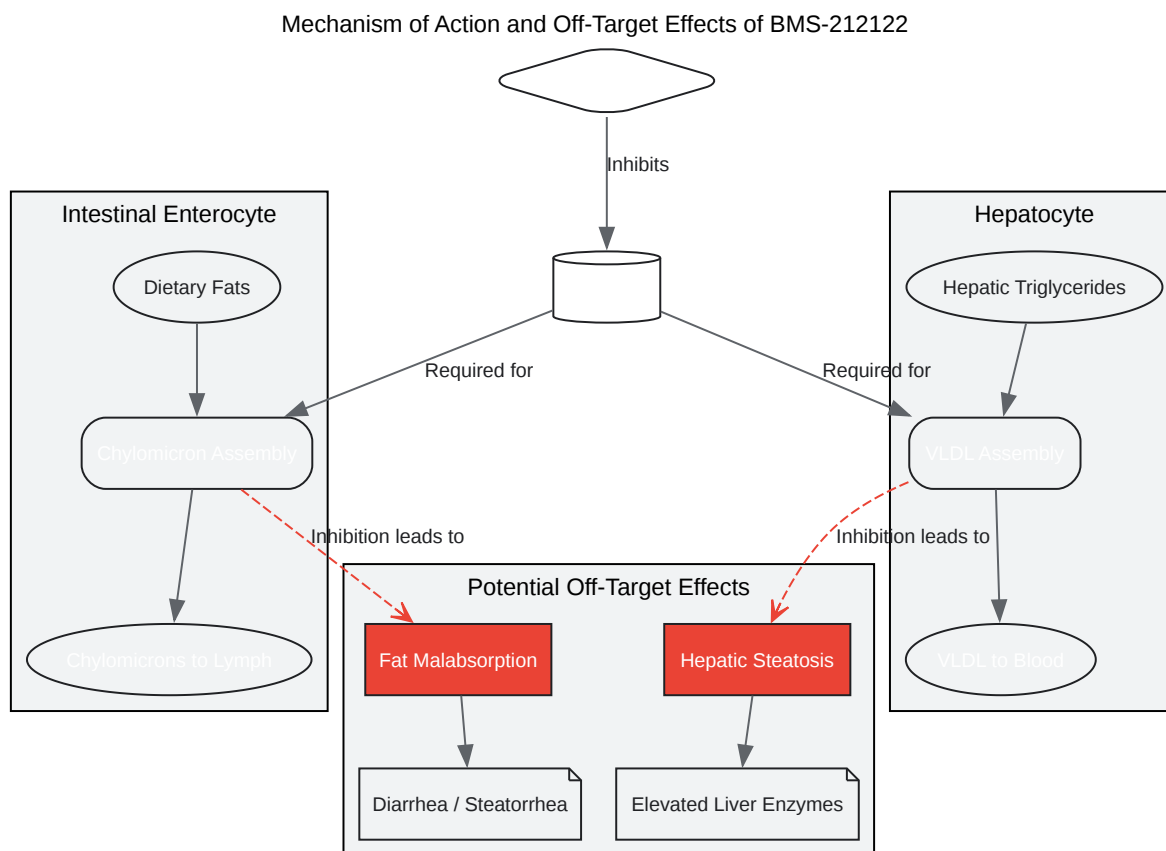 Mechanism of Action and Off-Target Effects of BMS-212122
Inhibits
Intestinal Enterocyte
Hepatocyte
Dietary Fats
Hepatic Triglycerides
Required for
Required for
Chylomicron Assembly
VLDL Assembly
Inhibition leads to
Inhibition leads to
Potential Off-Target Effects
Chylomicrons to Lymph
Fat Malabsorption
Hepatic Steatosis
VLDL to Blood
Diarrhea / Steatorrhea
Elevated Liver Enzymes